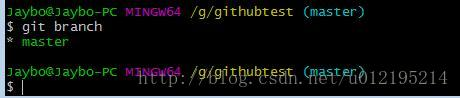 Jaybo@Jaybo-PC MINGW64 /g/githubtest (master)
$ git branch
* master
Jaybo@Jaybo-PC MINGW64 /g/githubtest (master)
$
http://blog.csdn.net/u012195214